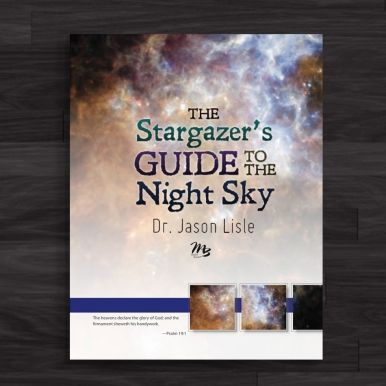 THE
Stargazer's
GUIDE TO THE
Night Sky
Dr. Jason Lisle
MB
The heavens declare the glory of God; and the
firmament sheweth his handywork.
—Psalm 19:1